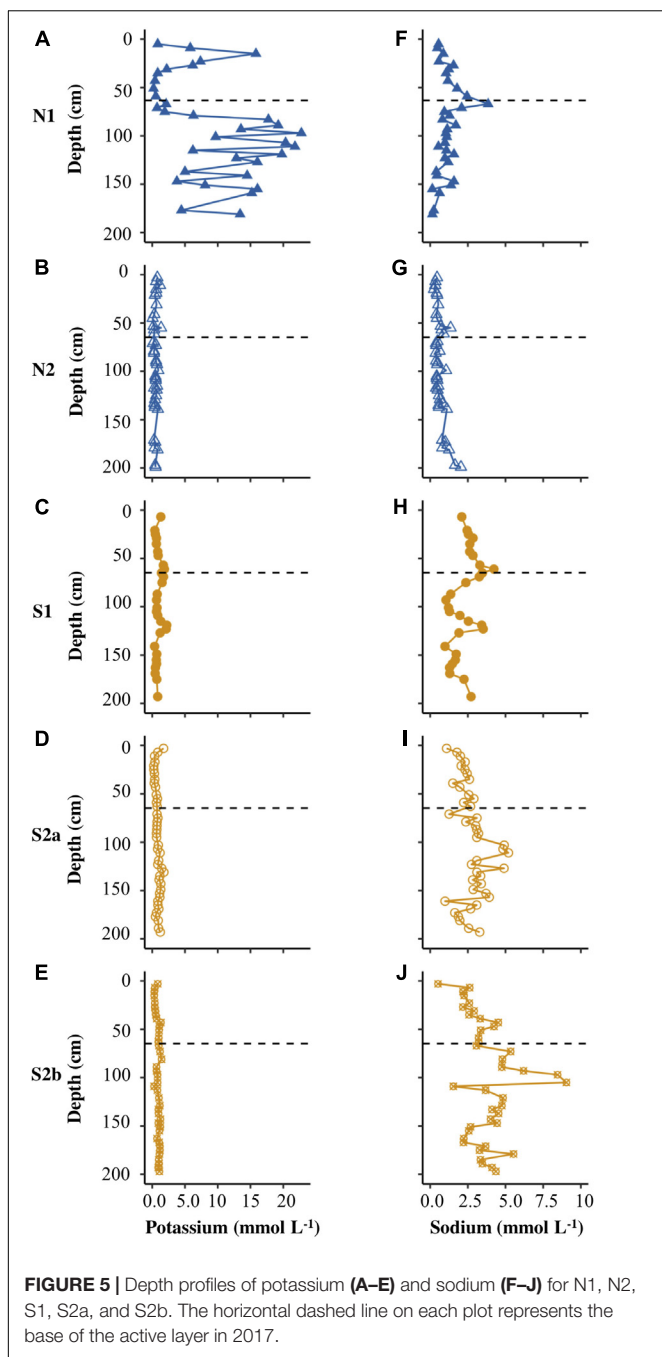 A
F
0
50
100
150
200
Depth (cm)
N1
B
G
0
50
100
150
200
Depth (cm)
N2
C
H
0
50
100
150
200
Depth (cm)
S1
D
I
0
50
100
150
200
Depth (cm)
S2a
E
J
0
50
100
150
200
Depth (cm)
S2b
0.0 5.0 10 15 20
Potassium (mmol L⁻¹)
0.0 2.5 5.0 7.5 10
Sodium (mmol L⁻¹)
FIGURE 5 | Depth profiles of potassium (A–E) and sodium (F–J) for N1, N2,
S1, S2a, and S2b. The horizontal dashed line on each plot represents the
base of the active layer in 2017.